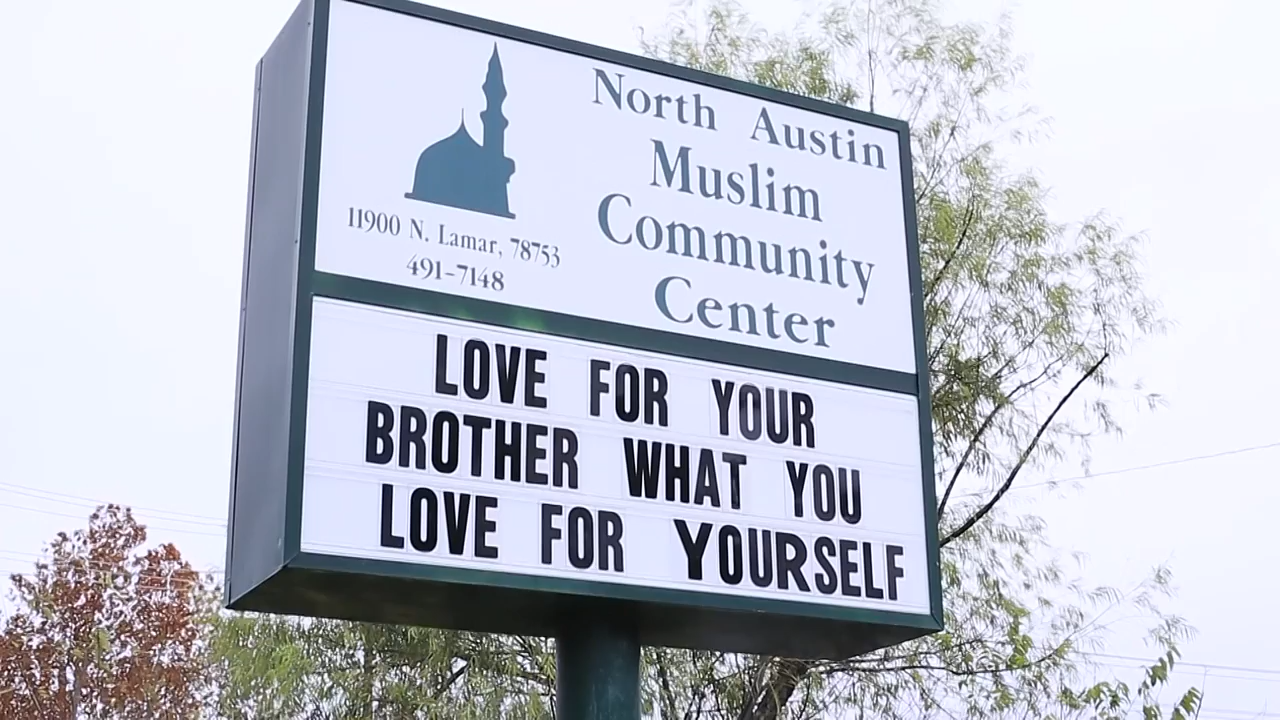 North Austin
Muslim
Community
Center
11900 N. Lamar, 78753
491-7148
LOVE FOR YOUR
BROTHER WHAT YOU
LOVE FOR YOURSELF